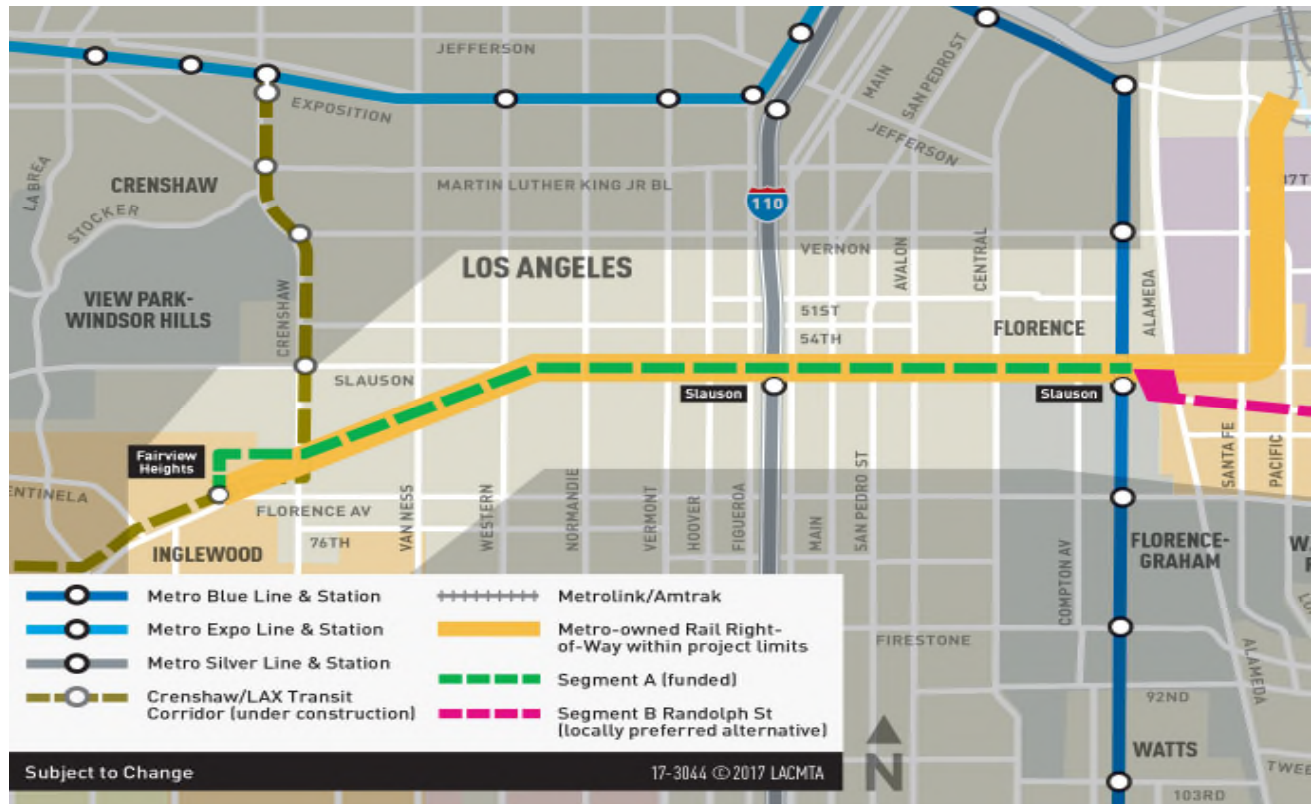 JEFFERSON
MAIN
SAN PEDRO ST
EXPOSITION
JEFFERSON
LA BREA
CRENSHAW
MARTIN LUTHER KING JR BL
110
STOCKER
VERNON
AVALON
CENTRAL
LOS ANGELES
ALAMEDA
VIEW PARK-
WINDSOR HILLS
CRENSHAW
51ST
54TH
FLORENCE
SLAUSON
Slauson
Slauson
Fairview
Heights
SANTA FE
PACIFIC
FLORENCE AV
76TH
INGLEWOOD
VAN NESS
WESTERN
NORMANDIE
VERMONT
HOOVER
FIGUEROA
MAIN
SAN PEDRO ST
COMPTON AV
FLORENCE-
GRAHAM
FIRESTONE
ALAMEDA
92ND
WATTS
103RD
N
Metro Blue Line & Station
Metro Expo Line & Station
Metro Silver Line & Station
Crenshaw/LAX Transit
Corridor (under construction)
Metrolink/Amtrak
Metro-owned Rail Right-
of-Way within project limits
Segment A (funded)
Segment B Randolph St
(locally preferred alternative)
Subject to Change
17-3044 © 2017 LACMTA